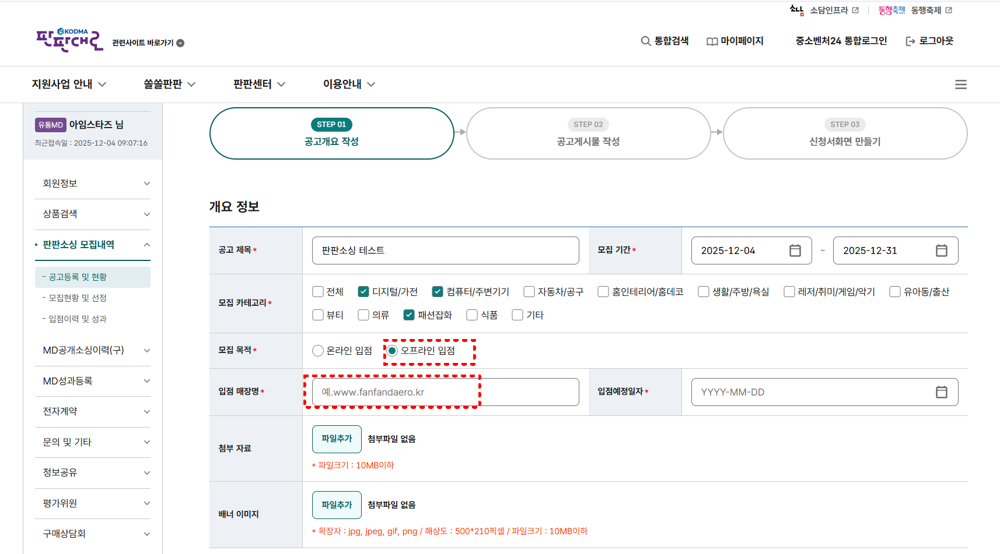 소담 소담인프라 동행축제 동행축제
KODMA
판판대로 관련사이트 바로가기 통합검색 마이페이지 중소벤처24 통합로그인 로그아웃
지원사업 안내 쏠쏠판판 판판센터 이용안내
유통MD 아임스타즈 님
최근접속일 : 2025-12-04 09:07:16
회원정보
상품검색
판판소싱 모집내역
- 공고등록 및 현황
- 모집현황 및 선정
- 입점이력 및 성과
MD공개소싱이력(구)
MD성과등록
전자계약
문의 및 기타
정보공유
평가위원
구매상담회
STEP 01
공고개요 작성
STEP 02
공고게시물 작성
STEP 03
신청서화면 만들기
개요 정보
공고 제목* 판판소싱 테스트 모집 기간* 2025-12-04 ~ 2025-12-31
모집 카테고리* 전체 디지털/가전 컴퓨터/주변기기 자동차/공구 홈인테리어/홈데코 생활/주방/욕실 레저/취미/게임/악기 유아동/출산
뷰티 의류 패션잡화 식품 기타
모집 목적* 온라인 입점 오프라인 입점
입점 매장명* 예.www.fanfandaero.kr 입점예정일자* YYYY-MM-DD
첨부 자료 파일추가 첨부파일 없음
* 파일크기 : 10MB이하
배너 이미지 파일추가 첨부파일 없음
* 확장자 : jpg, jpeg, gif, png / 해상도 : 500*210픽셀 / 파일크기 : 10MB이하